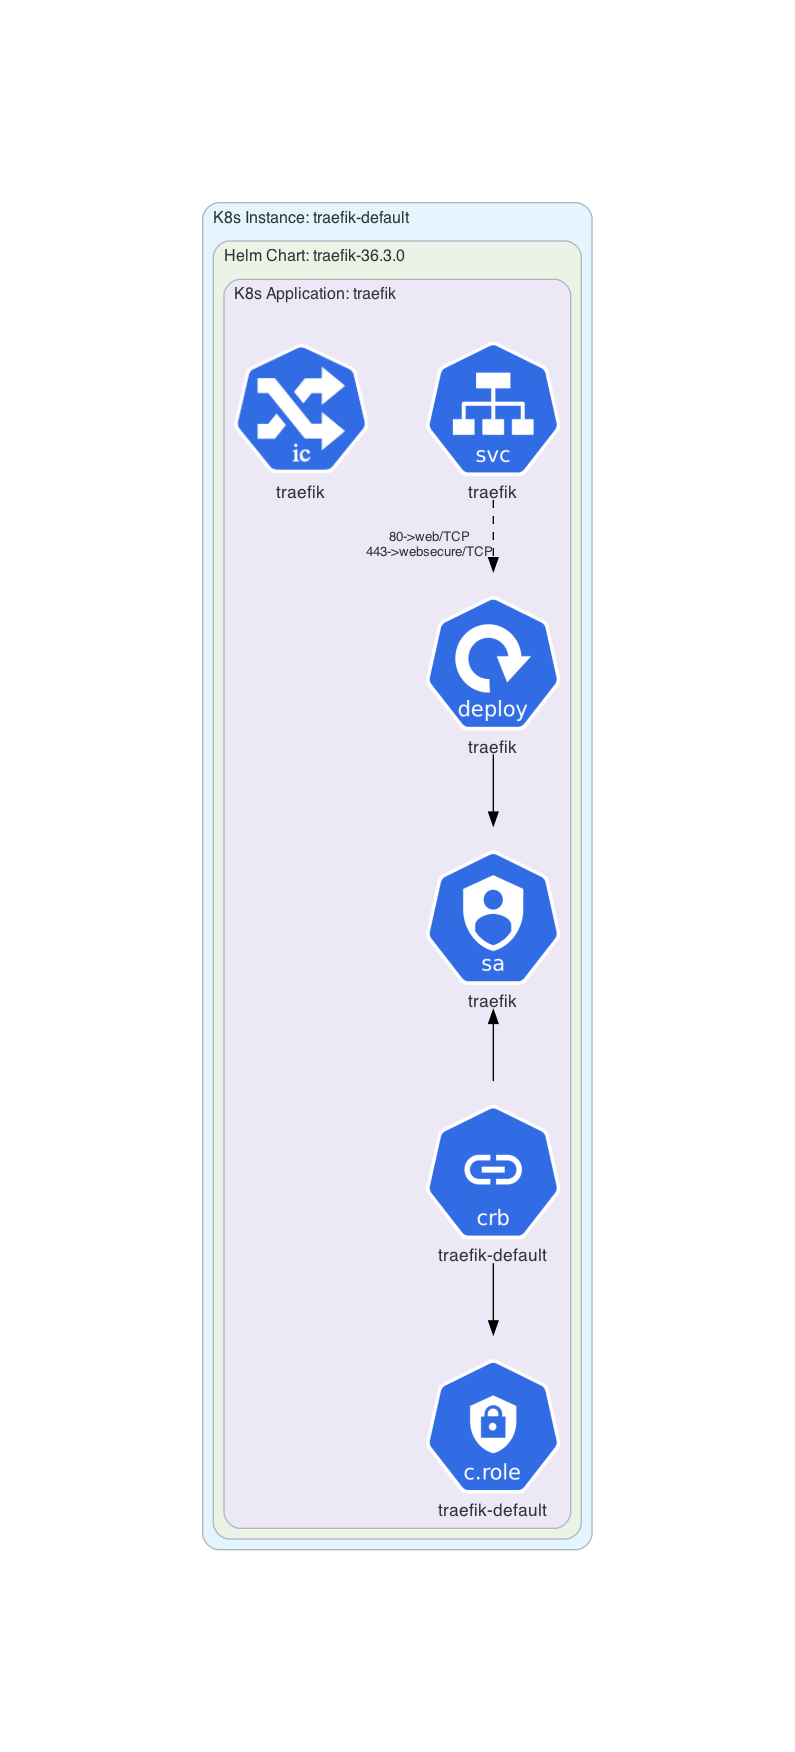 K8s Instance: traefik-default
Helm Chart: traefik-36.3.0
K8s Application: traefik
ic
traefik
svc
traefik
80->web/TCP
443->websecure/TCP
deploy
traefik
sa
traefik
crb
traefik-default
c.role
traefik-default